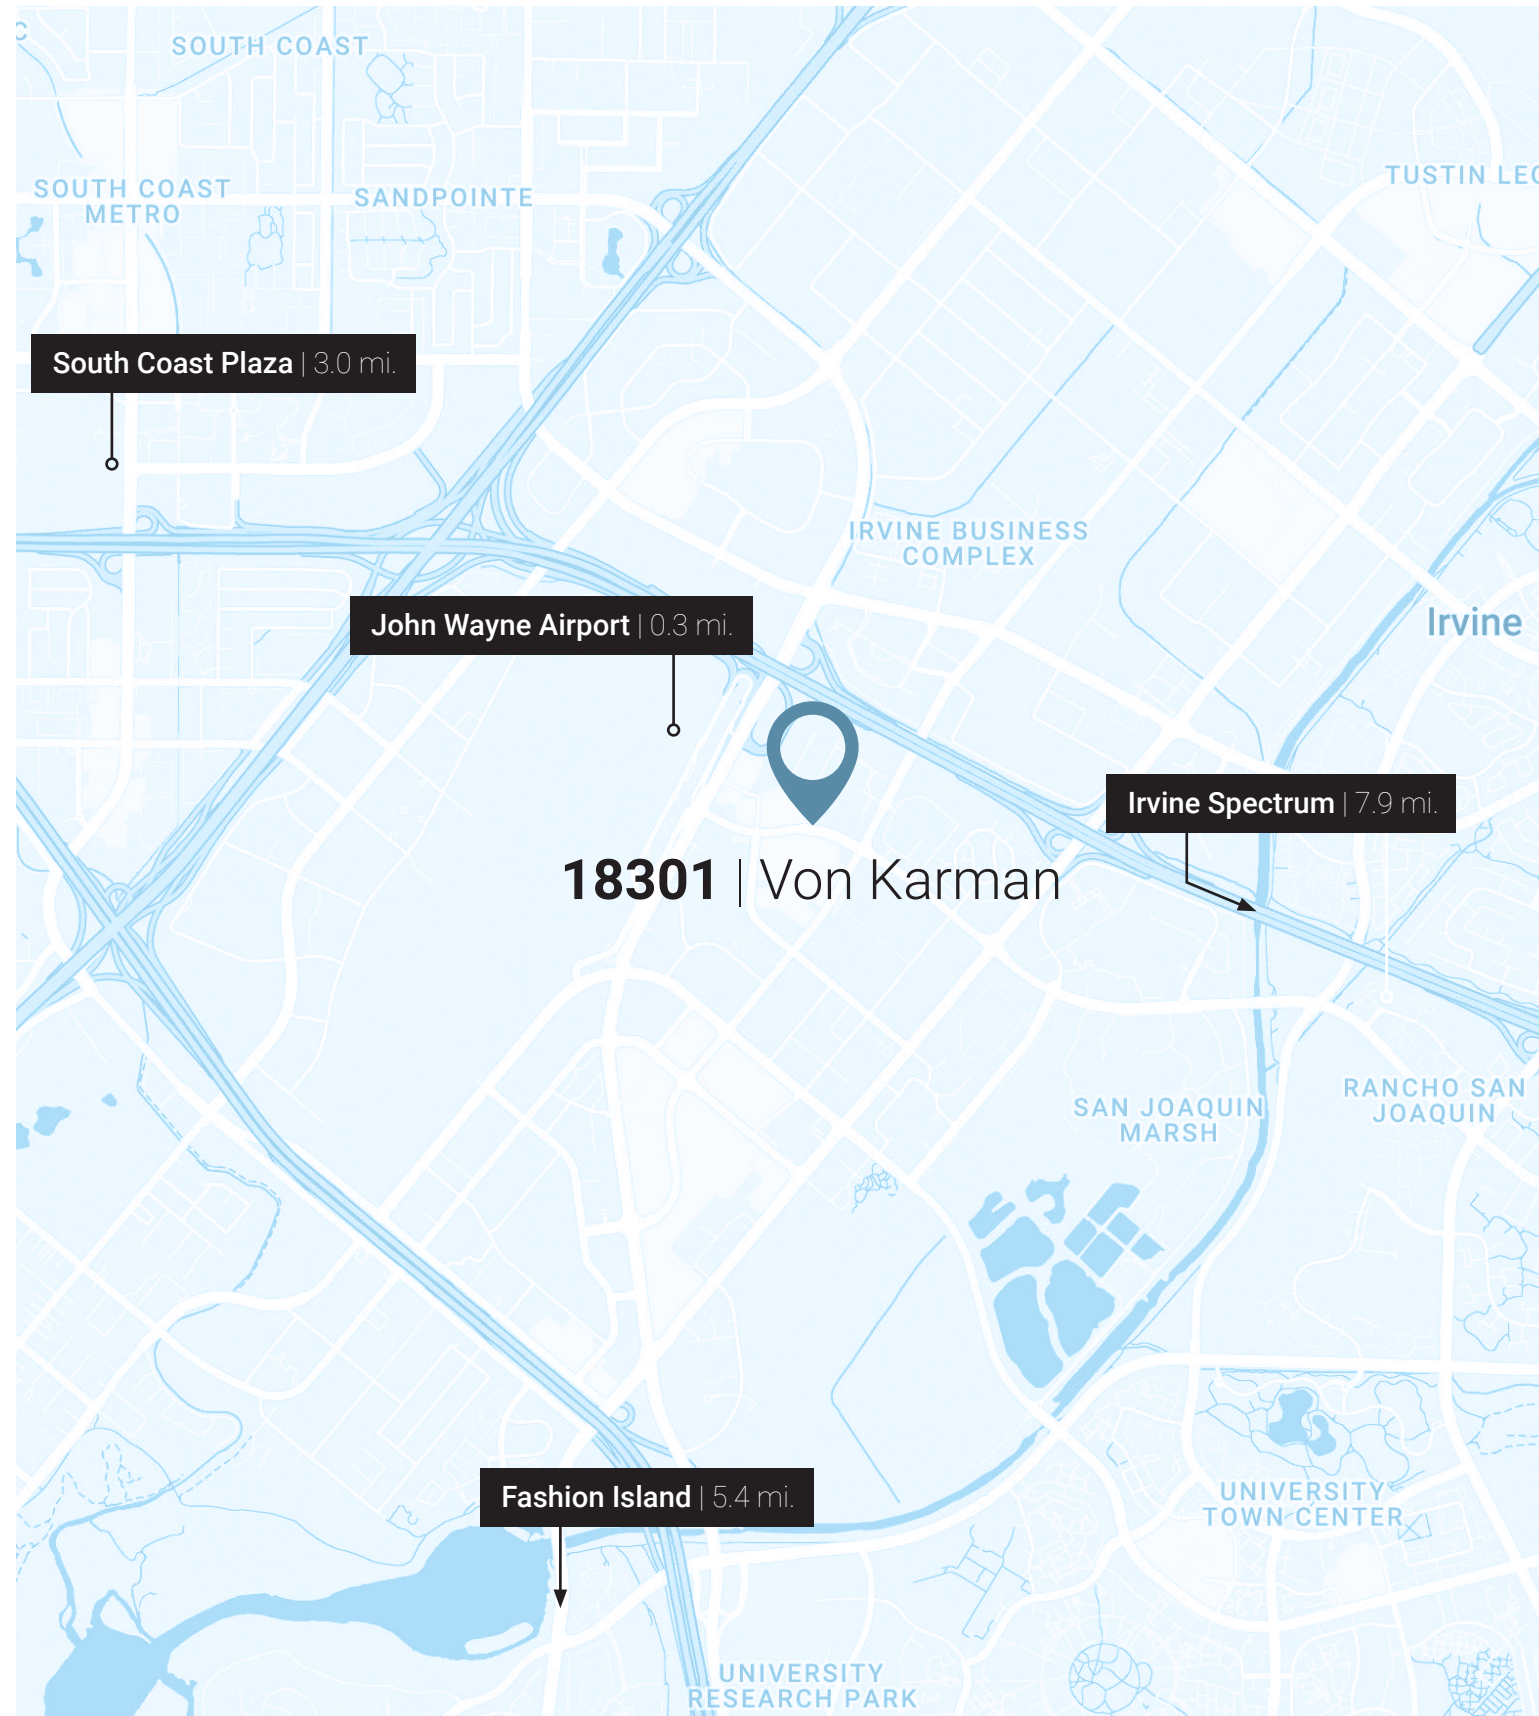 SOUTH COAST
SOUTH COAST
METRO
SANDPOINTE
TUSTIN LEG
South Coast Plaza | 3.0 mi.
IRVINE BUSINESS
COMPLEX
John Wayne Airport | 0.3 mi.
Irvine
Irvine Spectrum | 7.9 mi.
18301 | Von Karman
RANCHO SAN
JOAQUIN
SAN JOAQUIN
MARSH
Fashion Island | 5.4 mi.
UNIVERSITY
TOWN CENTER
UNIVERSITY
RESEARCH PARK